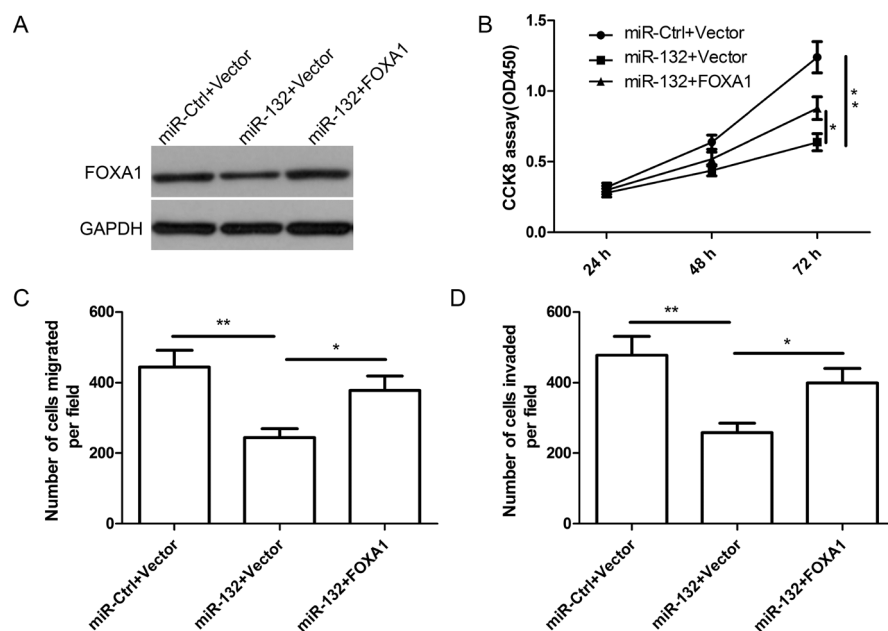 A
miR-Ctrl+Vector
miR-132+Vector
miR-132+FOXA1
FOXA1
GAPDH
B
miR-Ctrl+Vector
miR-132+Vector
miR-132+FOXA1
CCK8 assay(OD450)
1.5
1.0
0.5
0.0
24 h
48 h
72 h
*
**
C
Number of cells migrated
per field
600
400
200
0
**
*
miR-Ctrl+Vector
miR-132+Vector
miR-132+FOXA1
D
Number of cells invaded
per field
600
400
200
0
**
*
miR-Ctrl+Vector
miR-132+Vector
miR-132+FOXA1